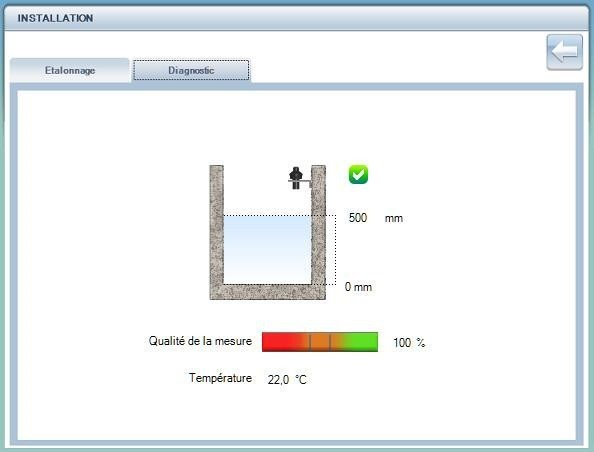 INSTALLATION
Etalonnage
Diagnostic
500 mm
0 mm
Qualité de la mesure 100 %
Température 22,0 °C